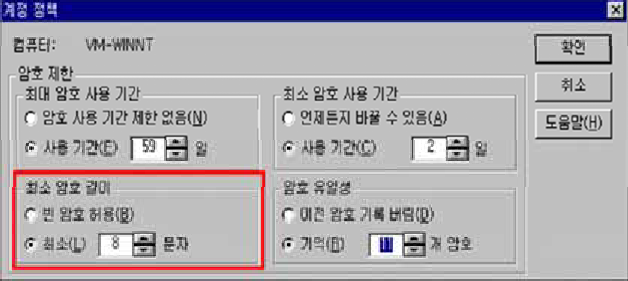 계정 정책
컴퓨터: VM-WINNT
확인
취소
도움말(H)
암호 제한
최대 암호 사용 기간
암호 사용 기간 제한 없음(N)
사용 기간(E) 59 일
최소 암호 사용 기간
언제든지 바꿀 수 있음(A)
사용 기간(C) 2 일
최소 암호 길이
빈 암호 허용(B)
최소(L) 8 문자
암호 유일성
이전 암호 기록 버림(D)
기억(R) 개 암호